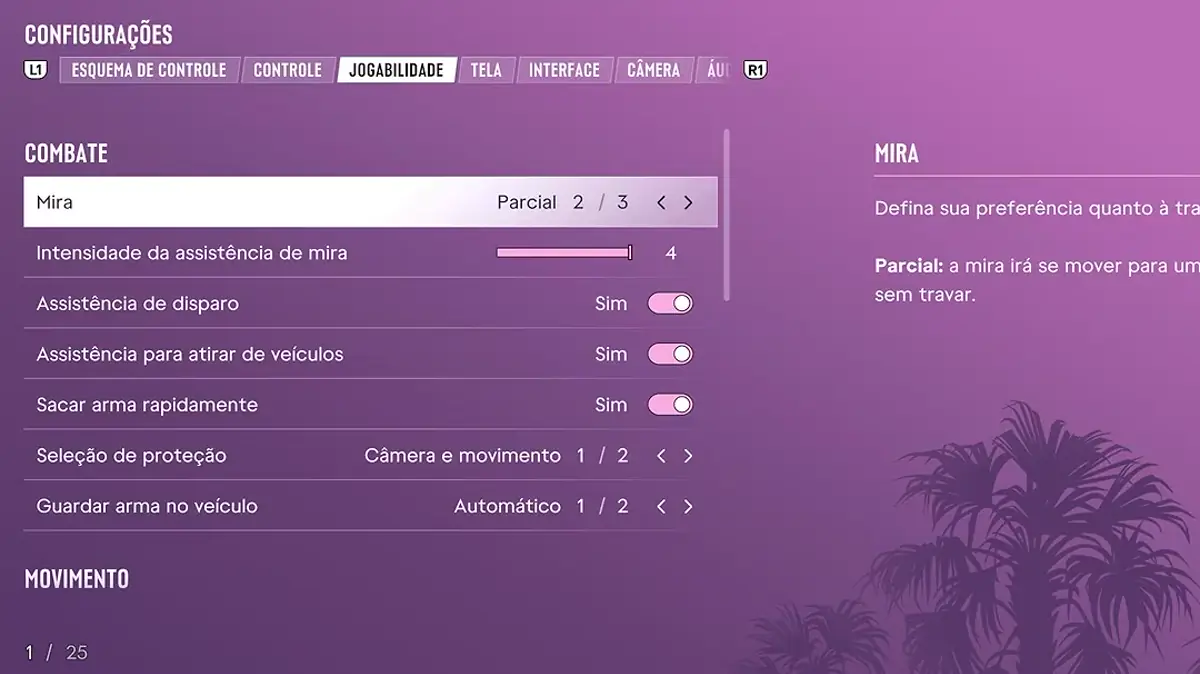 CONFIGURAÇÕES
L1 ESQUEMA DE CONTROLE CONTROLE JOGABILIDADE TELA INTERFACE CÂMERA R1
COMBATE
Mira Parcial 2 / 3
Intensidade da assistência de mira 4
Assistência de disparo Sim
Assistência para atirar de veículos Sim
Sacar arma rapidamente Sim
Seleção de proteção Câmera e movimento 1 / 2
Guardar arma no veículo Automático 1 / 2
MOVIMENTO
1 / 25
MIRA
Defina sua preferência quanto à
Parcial: a mira irá se mover para
sem travar.